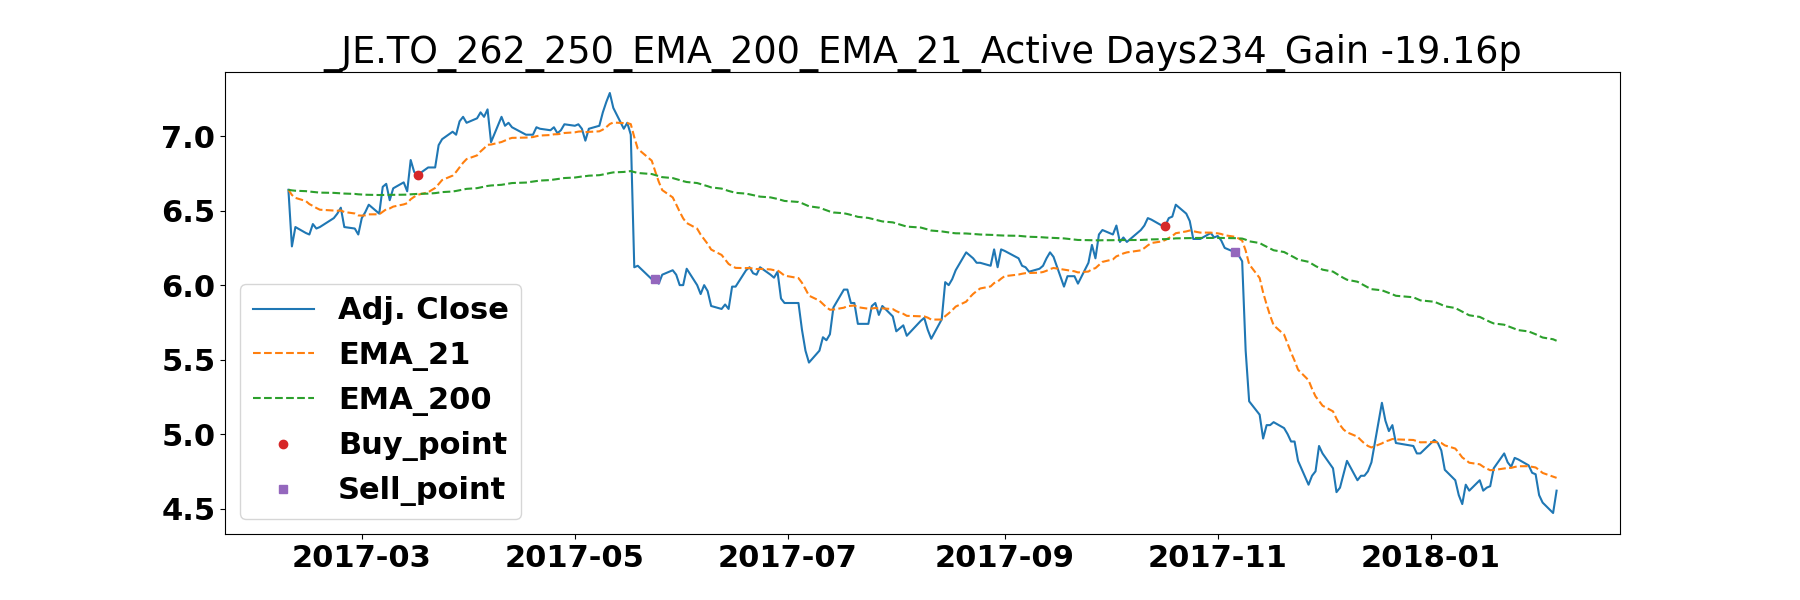 _JE.TO_262_250_EMA_200_EMA_21_Active Days234_Gain -19.16p
7.0
6.5
6.0
5.5
5.0
4.5
Adj. Close
EMA_21
EMA_200
Buy_point
Sell_point
2017-03 2017-05 2017-07 2017-09 2017-11 2018-01